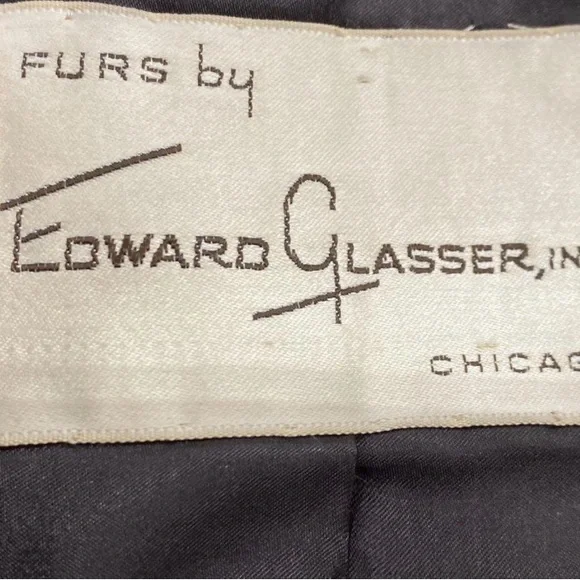 FURS by
EDWARD GLASSER, IN
CHICAG